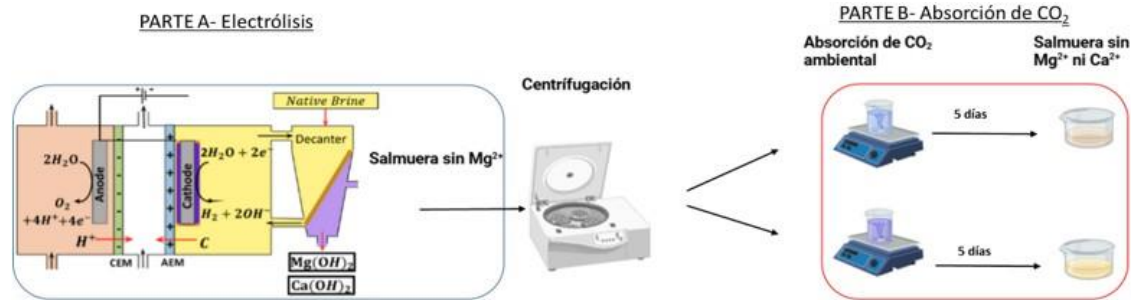 PARTE A- Electrólisis
PARTE B- Absorción de CO₂
Absorción de CO₂
ambiental
Salmuera sin
Mg²⁺ ni Ca²⁺
Centrífugación
+ -
Native Brine
Decanter
Salmuera sin Mg²⁺
2H₂O
Anode
O₂
+4H⁺+4e⁻
H⁺
Cathode
2H₂O + 2e⁻
H₂ + 2OH⁻
C
CEM
AEM
Mg(OH)₂
Ca(OH)₂
5 días
5 días